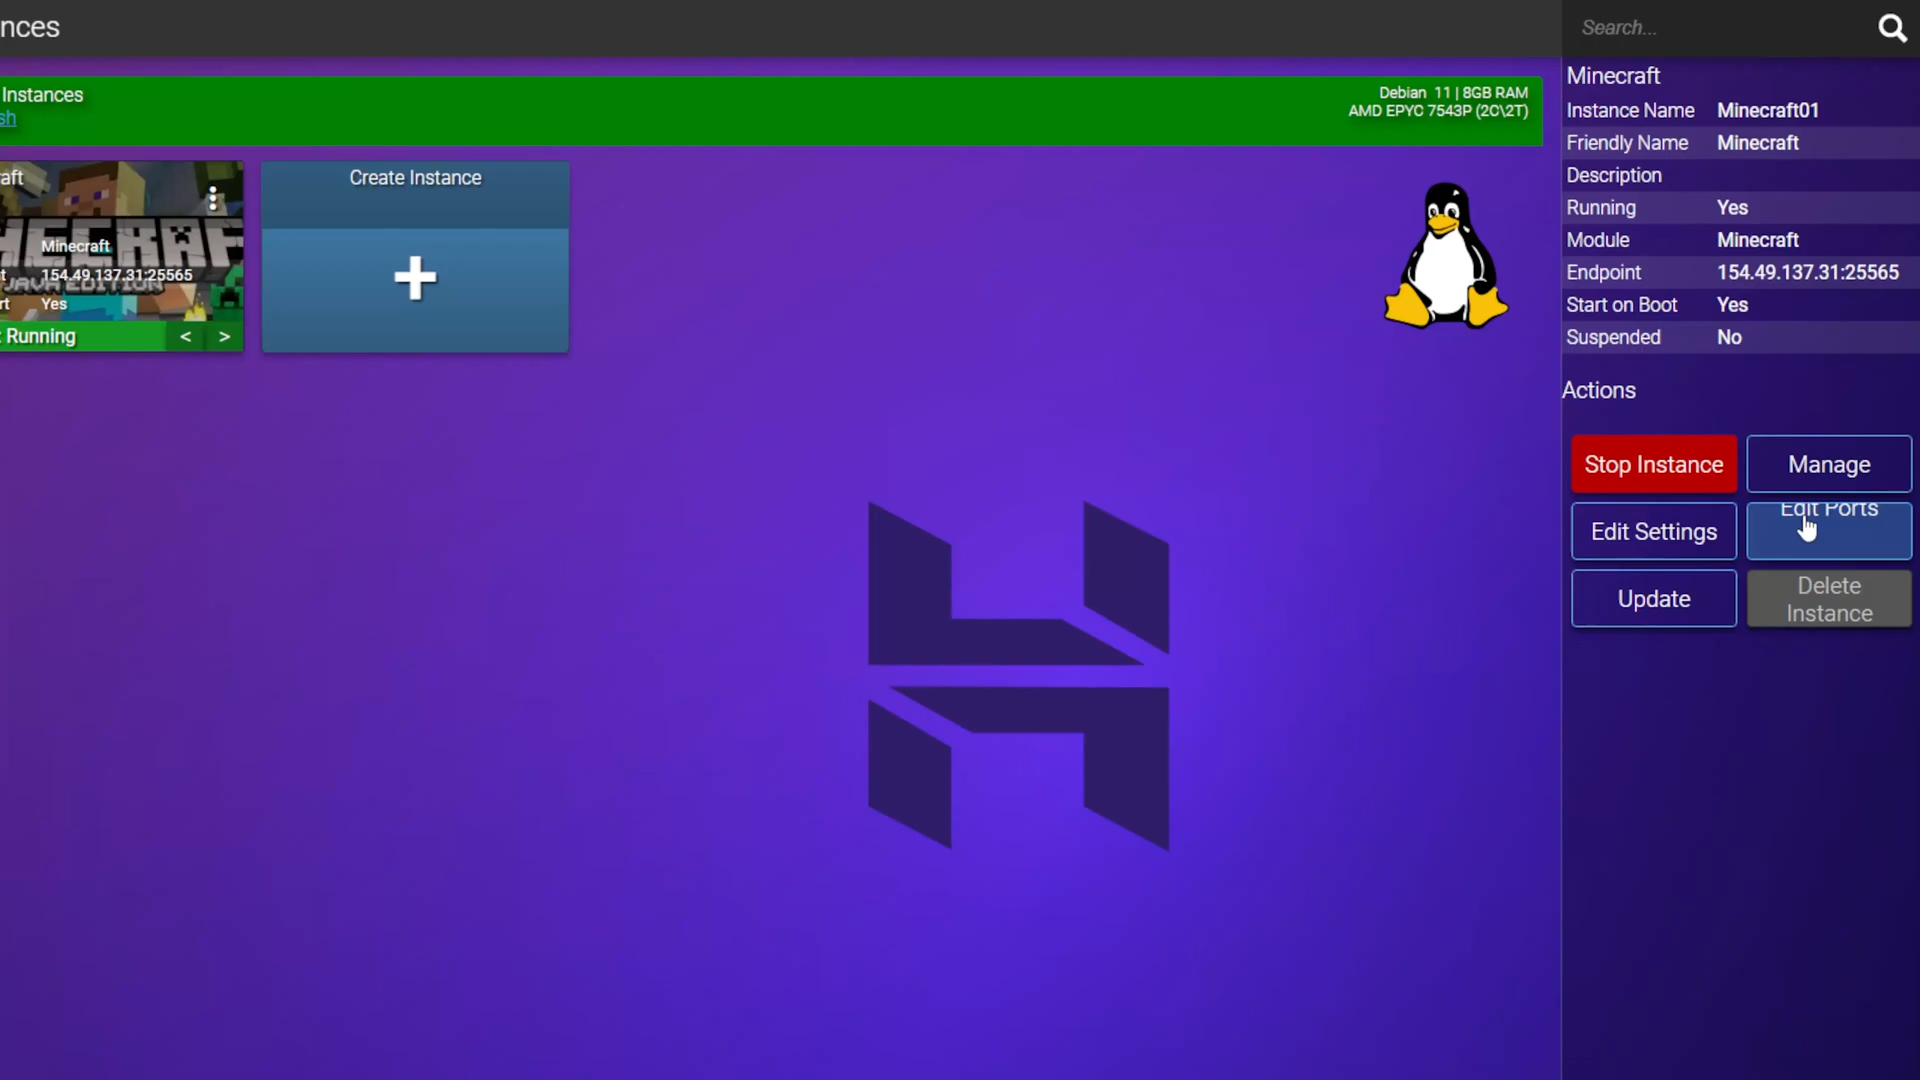 nces
Search...
Instances
sh
Debian 11 | 8GB RAM
AMD EPYC 7543P (2C\2T)
aft
Minecraft
t 154.49.137.31:25565
JAVA EDITION
rt Yes
Running
< >
Create Instance
Minecraft
Instance Name Minecraft01
Friendly Name Minecraft
Description
Running Yes
Module Minecraft
Endpoint 154.49.137.31:25565
Start on Boot Yes
Suspended No
Actions
Stop Instance Manage
Edit Settings Edit Ports
Update Delete
Instance